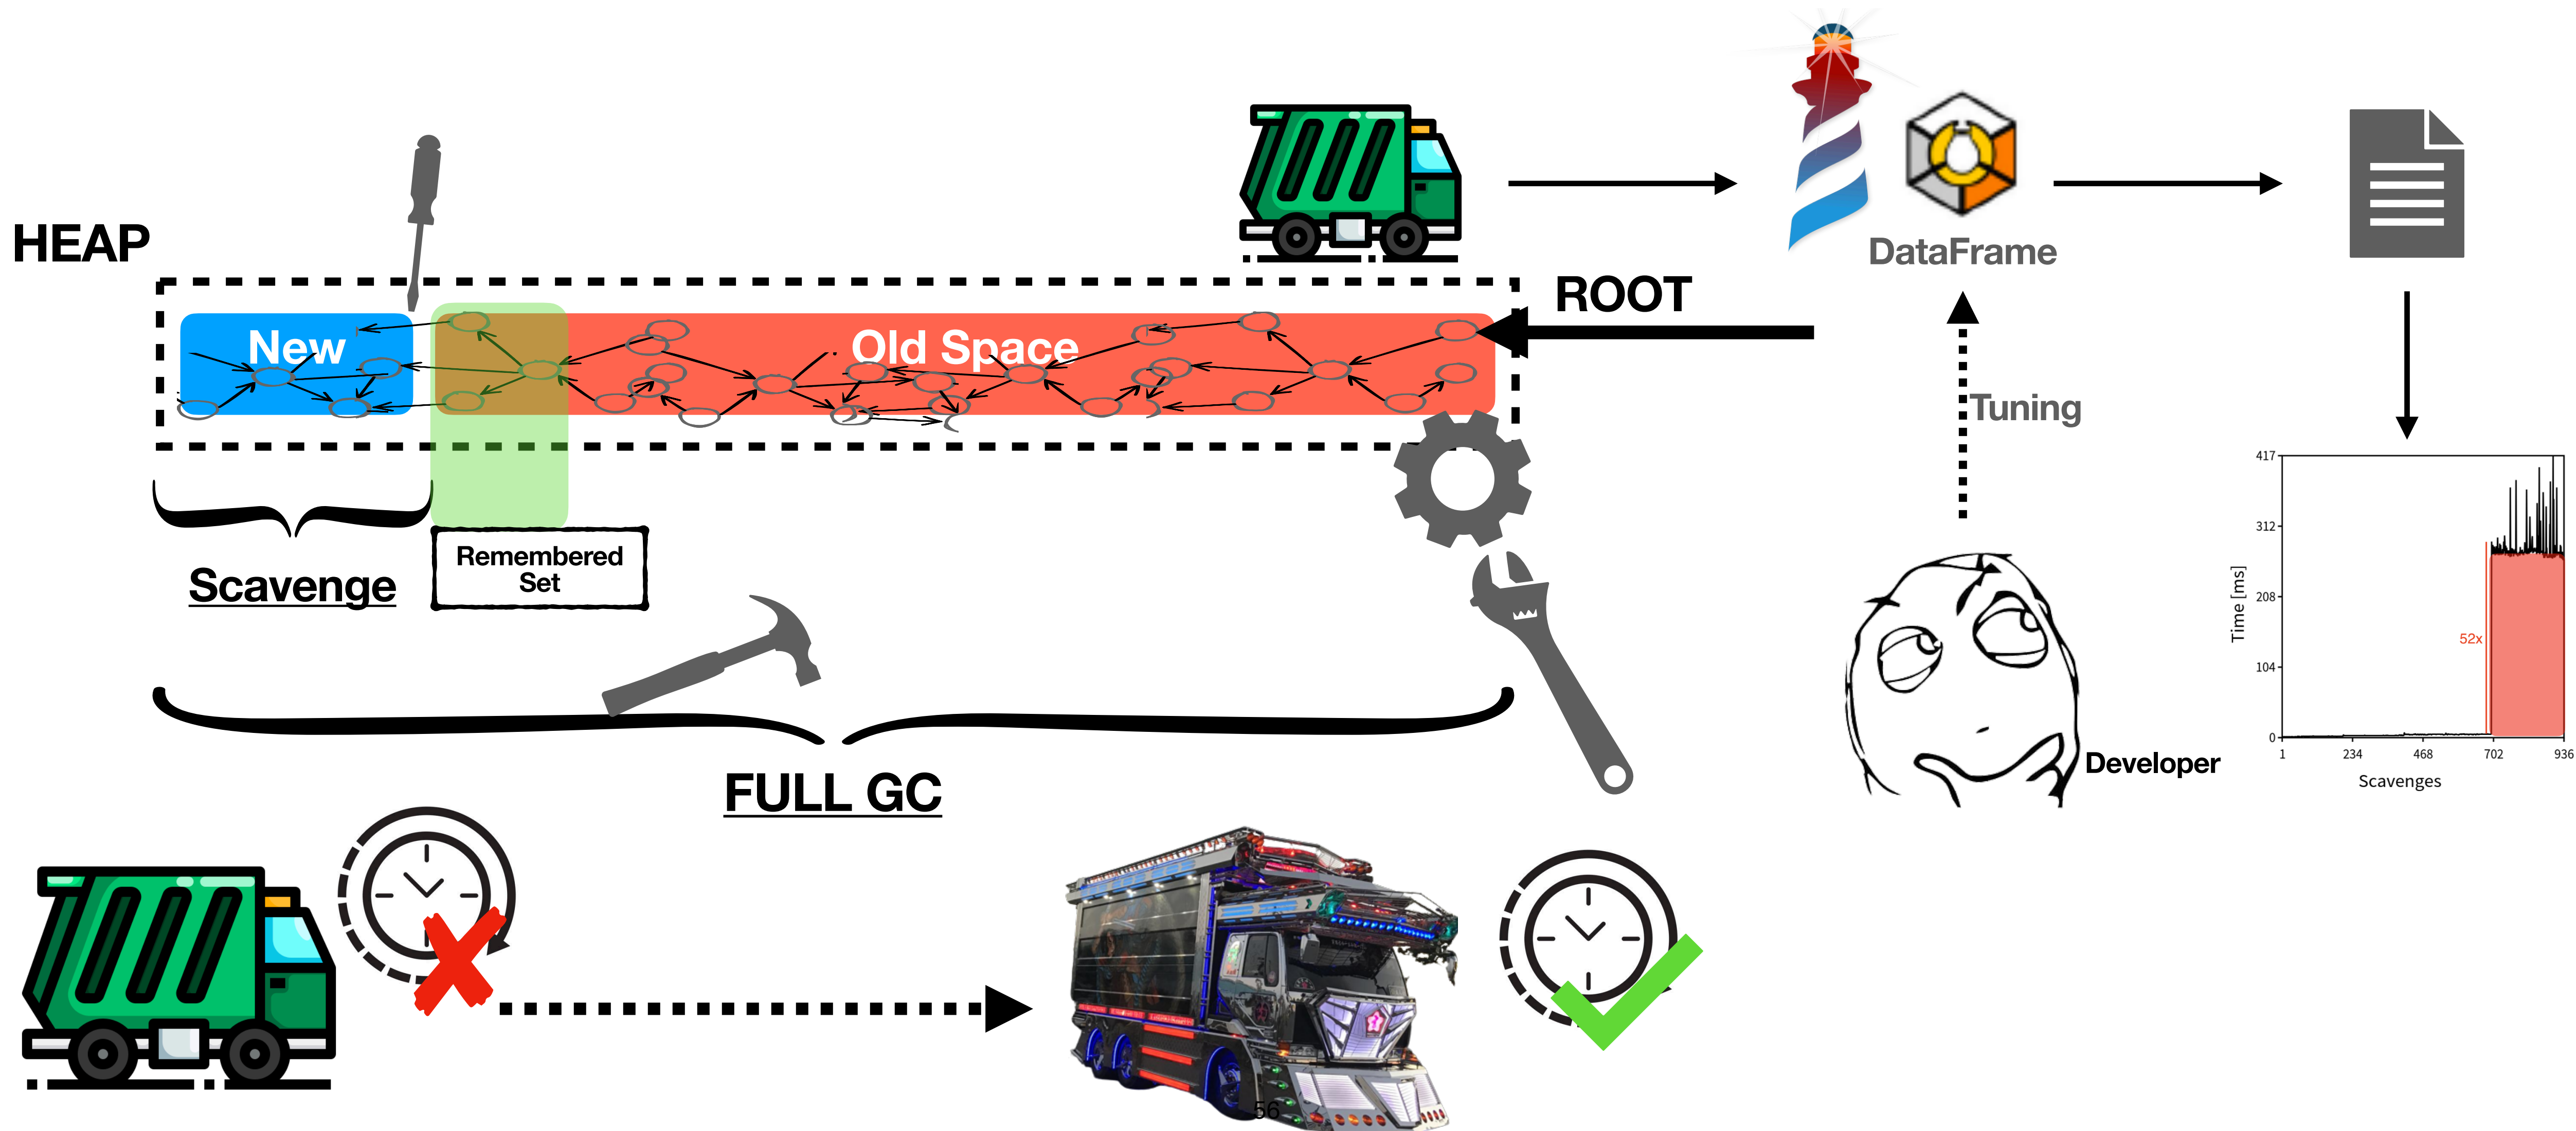 HEAP
DataFrame
ROOT
New
Old Space
Tuning
Remembered
Set
Scavenge
FULL GC
Developer
417
312
208
104
0
Time [ms]
52x
1
234
468
702
936
Scavenges
56